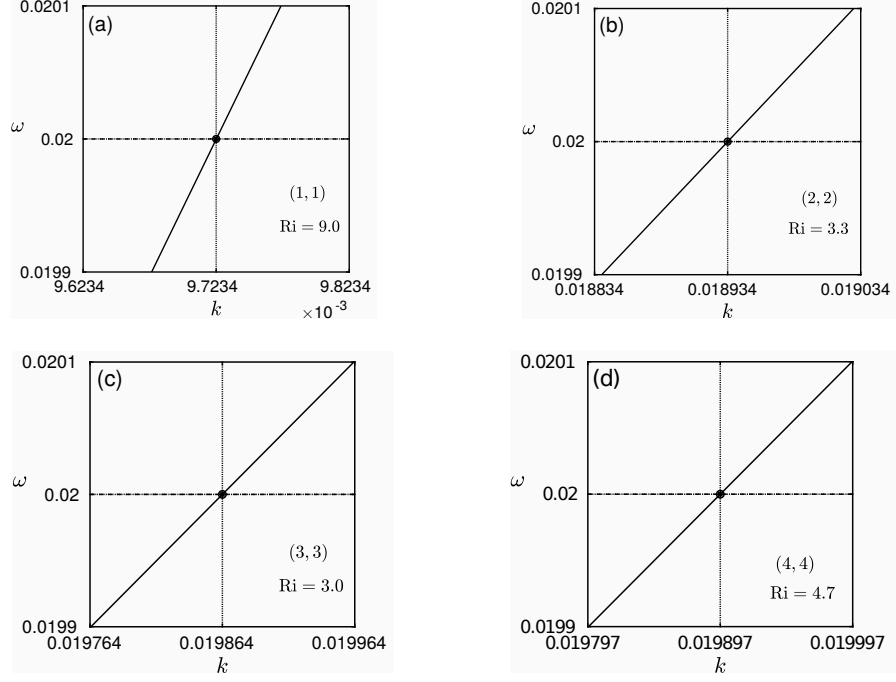 (a)
0.0201
ω
0.02
0.0199
9.6234 9.7234 9.8234
×10-3
k
(1, 1)
Ri = 9.0
(b)
0.0201
ω
0.02
0.0199
0.018834 0.018934 0.019034
k
(2, 2)
Ri = 3.3
(c)
0.0201
ω
0.02
0.0199
0.019764 0.019864 0.019964
k
(3, 3)
Ri = 3.0
(d)
0.0201
ω
0.02
0.0199
0.019797 0.019897 0.019997
k
(4, 4)
Ri = 4.7